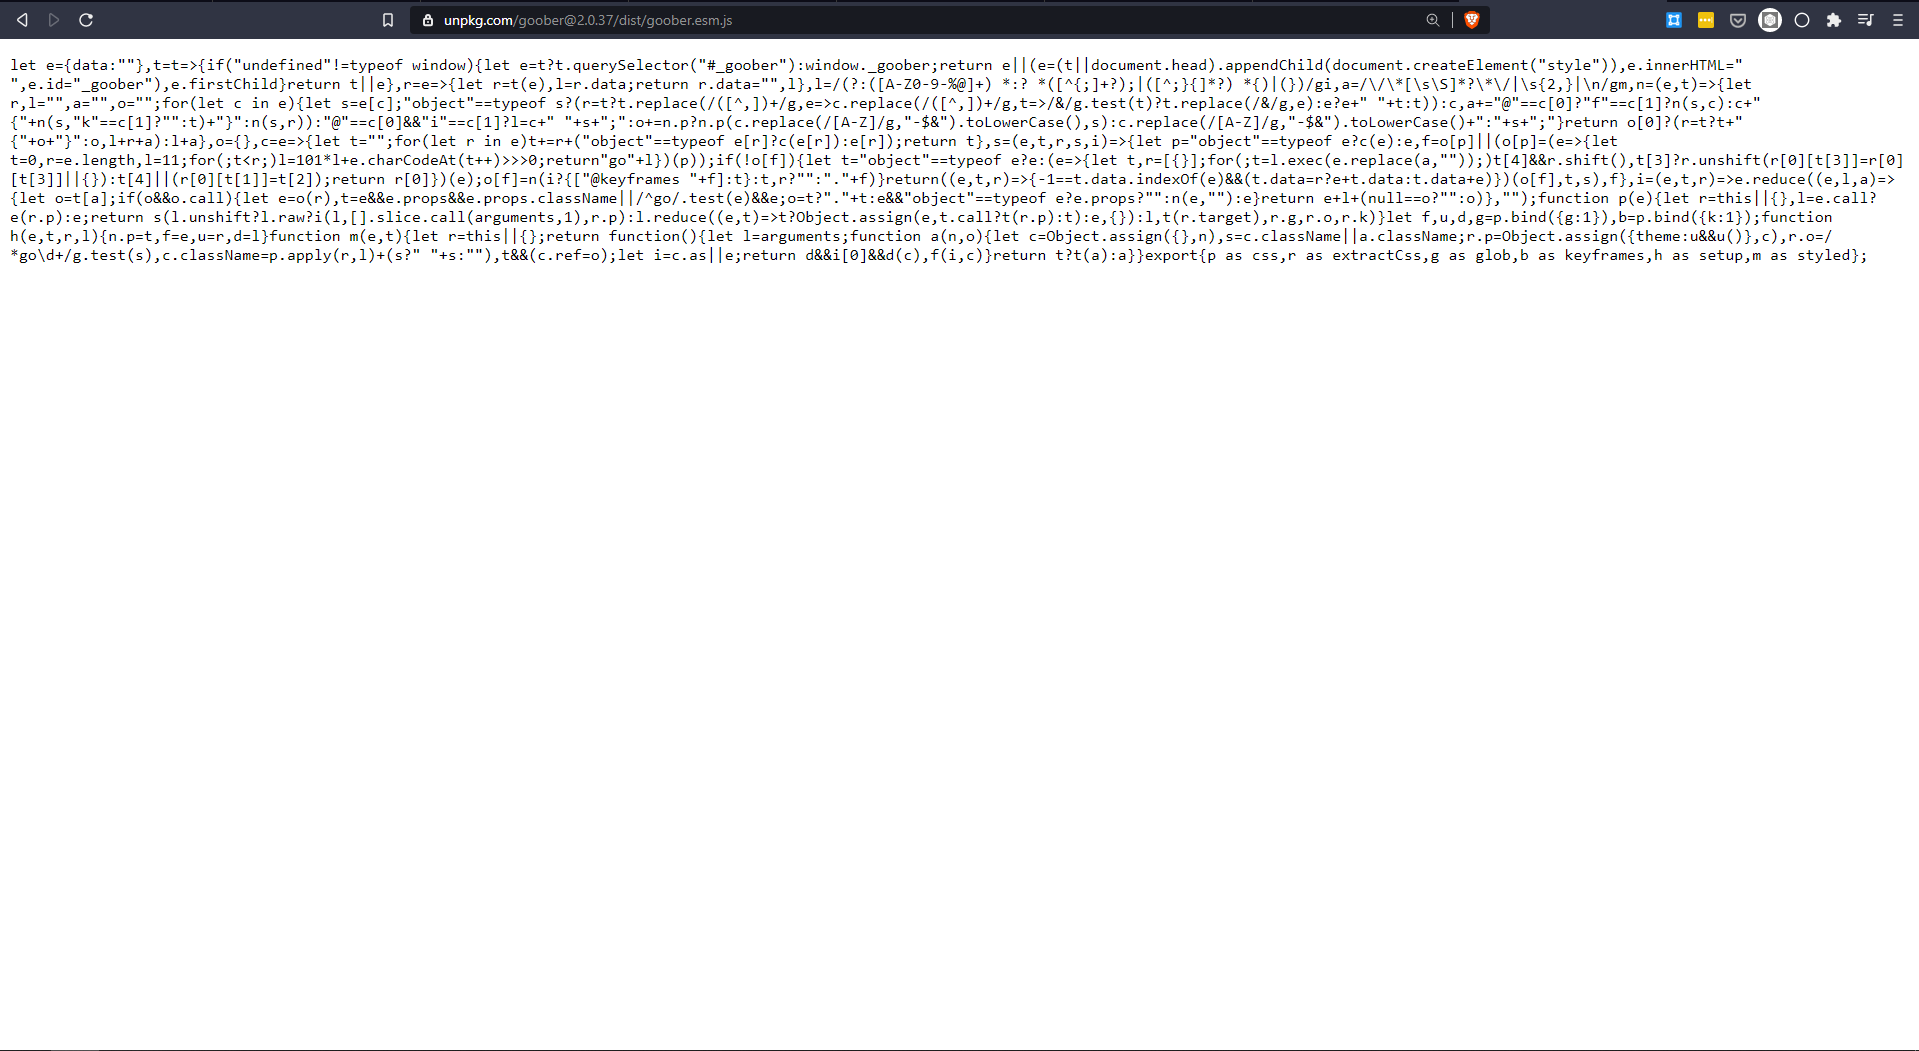 unpkg.com/goober@2.0.37/dist/goober.esm.js
let e={data:""},t=t=>{if("undefined"!=typeof window){let e=t?t.querySelector("#_goober"):window._goober;return e||(e=(t||document.head).appendChild(document.createElement("style")),e.innerHTML="
",e.id="_goober"),e.firstChild}return t||e},r=e=>{let r=t(e),l=r.data;return r.data="",l},l=/(?:([A-Z0-9-%@]+) *:? *([^{;]+?);|([^;}{]*?) *{)|(})/gi,a=/\/\*[\s\S]*?\*\/|\s{2,}|\n/gm,n=(e,t)=>{let
r,l="",a="",o="";for(let c in e){let s=e[c];"object"==typeof s?(r=t?t.replace(/([^,])+/g,e=>c.replace(/([^,])+/g,t=>/&/g.test(t)?t.replace(/&/g,e):e?e+" "+t:t)):c,a+="@"==c[0]?"f"==c[1]?n(s,c):c+"
{"+n(s,"k"==c[1]?"":t)+"}":n(s,r)):"@"==c[0]&&"i"==c[1]?l=c+" "+s+";":o+=n.p?n.p(c.replace(/[A-Z]/g,"-$&").toLowerCase(),s):c.replace(/[A-Z]/g,"-$&").toLowerCase()+":"+s+";"}return o[0]?(r=t?t+"
{"+o+"}":o,l+r+a):l+a},o={},c=e=>{let t="";for(let r in e)t+=r+("object"==typeof e[r]?c(e[r]):e[r]);return t},s=(e,t,r,s,i)=>{let p="object"==typeof e?c(e):e,f=o[p]||(o[p]=(e=>{let
t=0,r=e.length,l=11;for(;t<r;)l=101*l+e.charCodeAt(t++)>>>0;return"go"+l})(p));if(!o[f]){let t="object"==typeof e?e:(e=>{let t,r=[{}];for(;t=l.exec(e.replace(a,""));)t[4]&&r.shift(),t[3]?r.unshift(r[0][t[3]]=r[0]
[t[3]]||{}):t[4]||(r[0][t[1]]=t[2]);return r[0]})(e);o[f]=n(i?{["@keyframes "+f]:t}:t,r?"":"."+f)}return((e,t,r)=>{-1==t.data.indexOf(e)&&(t.data=r?e+t.data:t.data+e)})(o[f],t,s),f},i=(e,t,r)=>e.reduce((e,l,a)=>
{let o=t[a];if(o&&o.call){let e=o(r),t=e&&e.props&&e.props.className||/^go/.test(e)&&e;o=t?"."+t:e&&"object"==typeof e?e.props?"":n(e,""):e}return e+l+(null==o?"":o)},"");function p(e){let r=this||{},l=e.call?
e(r.p):e;return s(l.unshift?l.raw?i(l,[].slice.call(arguments,1),r.p):l.reduce((e,t)=>t?Object.assign(e,t.call?t(r.p):t):e,{}):l,t(r.target),r.g,r.o,r.k)}let f,u,d,g=p.bind({g:1}),b=p.bind({k:1});function
h(e,t,r,l){n.p=t,f=e,u=r,d=l}function m(e,t){let r=this||{};return function(){let l=arguments;function a(n,o){let c=Object.assign({},n),s=c.className||a.className;r.p=Object.assign({theme:u&&u()},c),r.o=/
*go\d+/g.test(s),c.className=p.apply(r,l)+(s?" "+s:""),t&&(c.ref=o);let i=c.as||e;return d&&i[0]&&d(c),f(i,c)}return t?t(a):a}}export{p as css,r as extractCss,g as glob,b as keyframes,h as setup,m as styled};